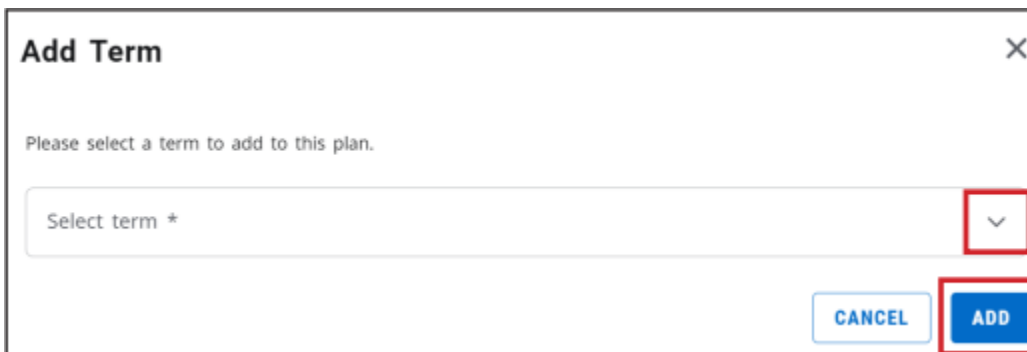 Add Term
Please select a term to add to this plan.
Select term *
CANCEL
ADD